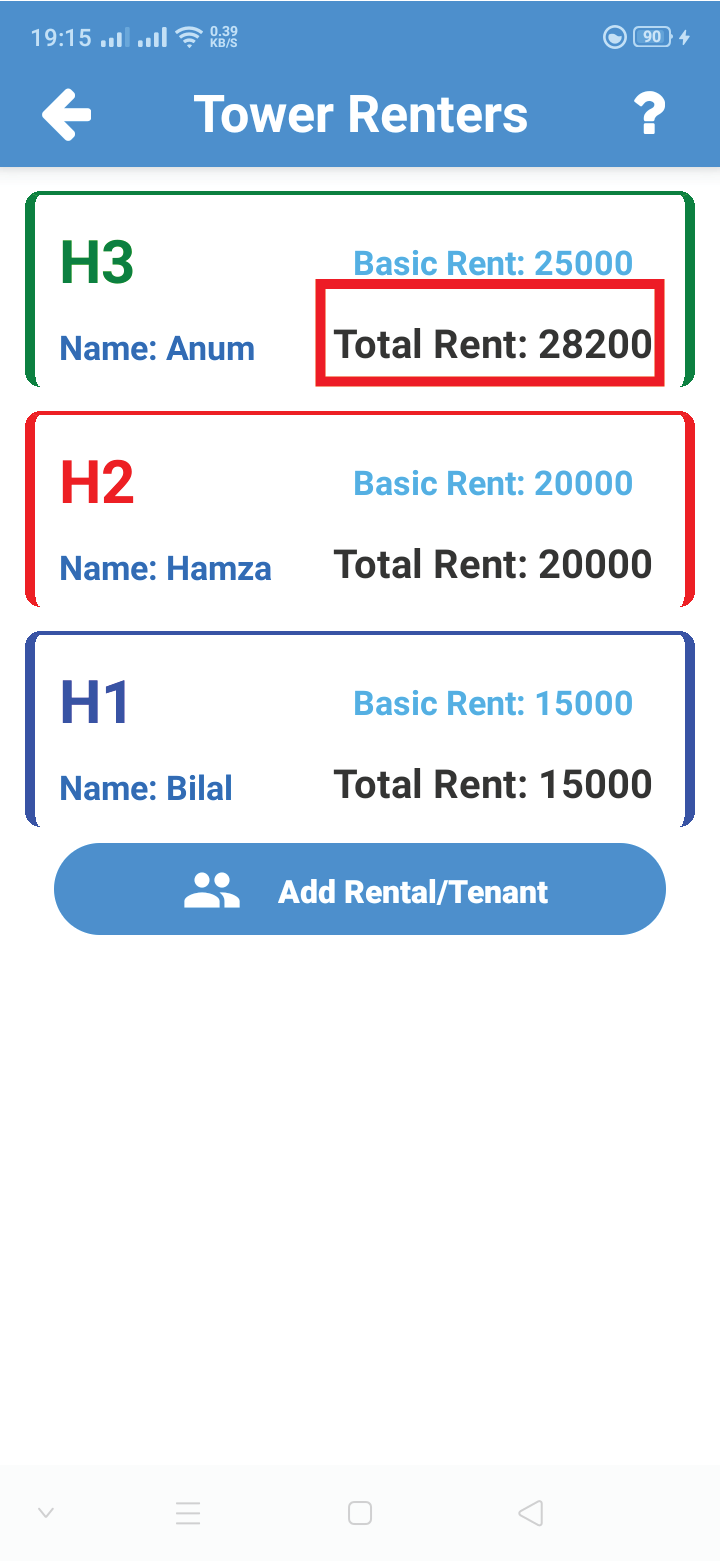 19:15 0.39 KB/S 90
Tower Renters ?
H3
Basic Rent: 25000
Name: Anum
Total Rent: 28200
H2
Basic Rent: 20000
Name: Hamza
Total Rent: 20000
H1
Basic Rent: 15000
Name: Bilal
Total Rent: 15000
Add Rental/Tenant